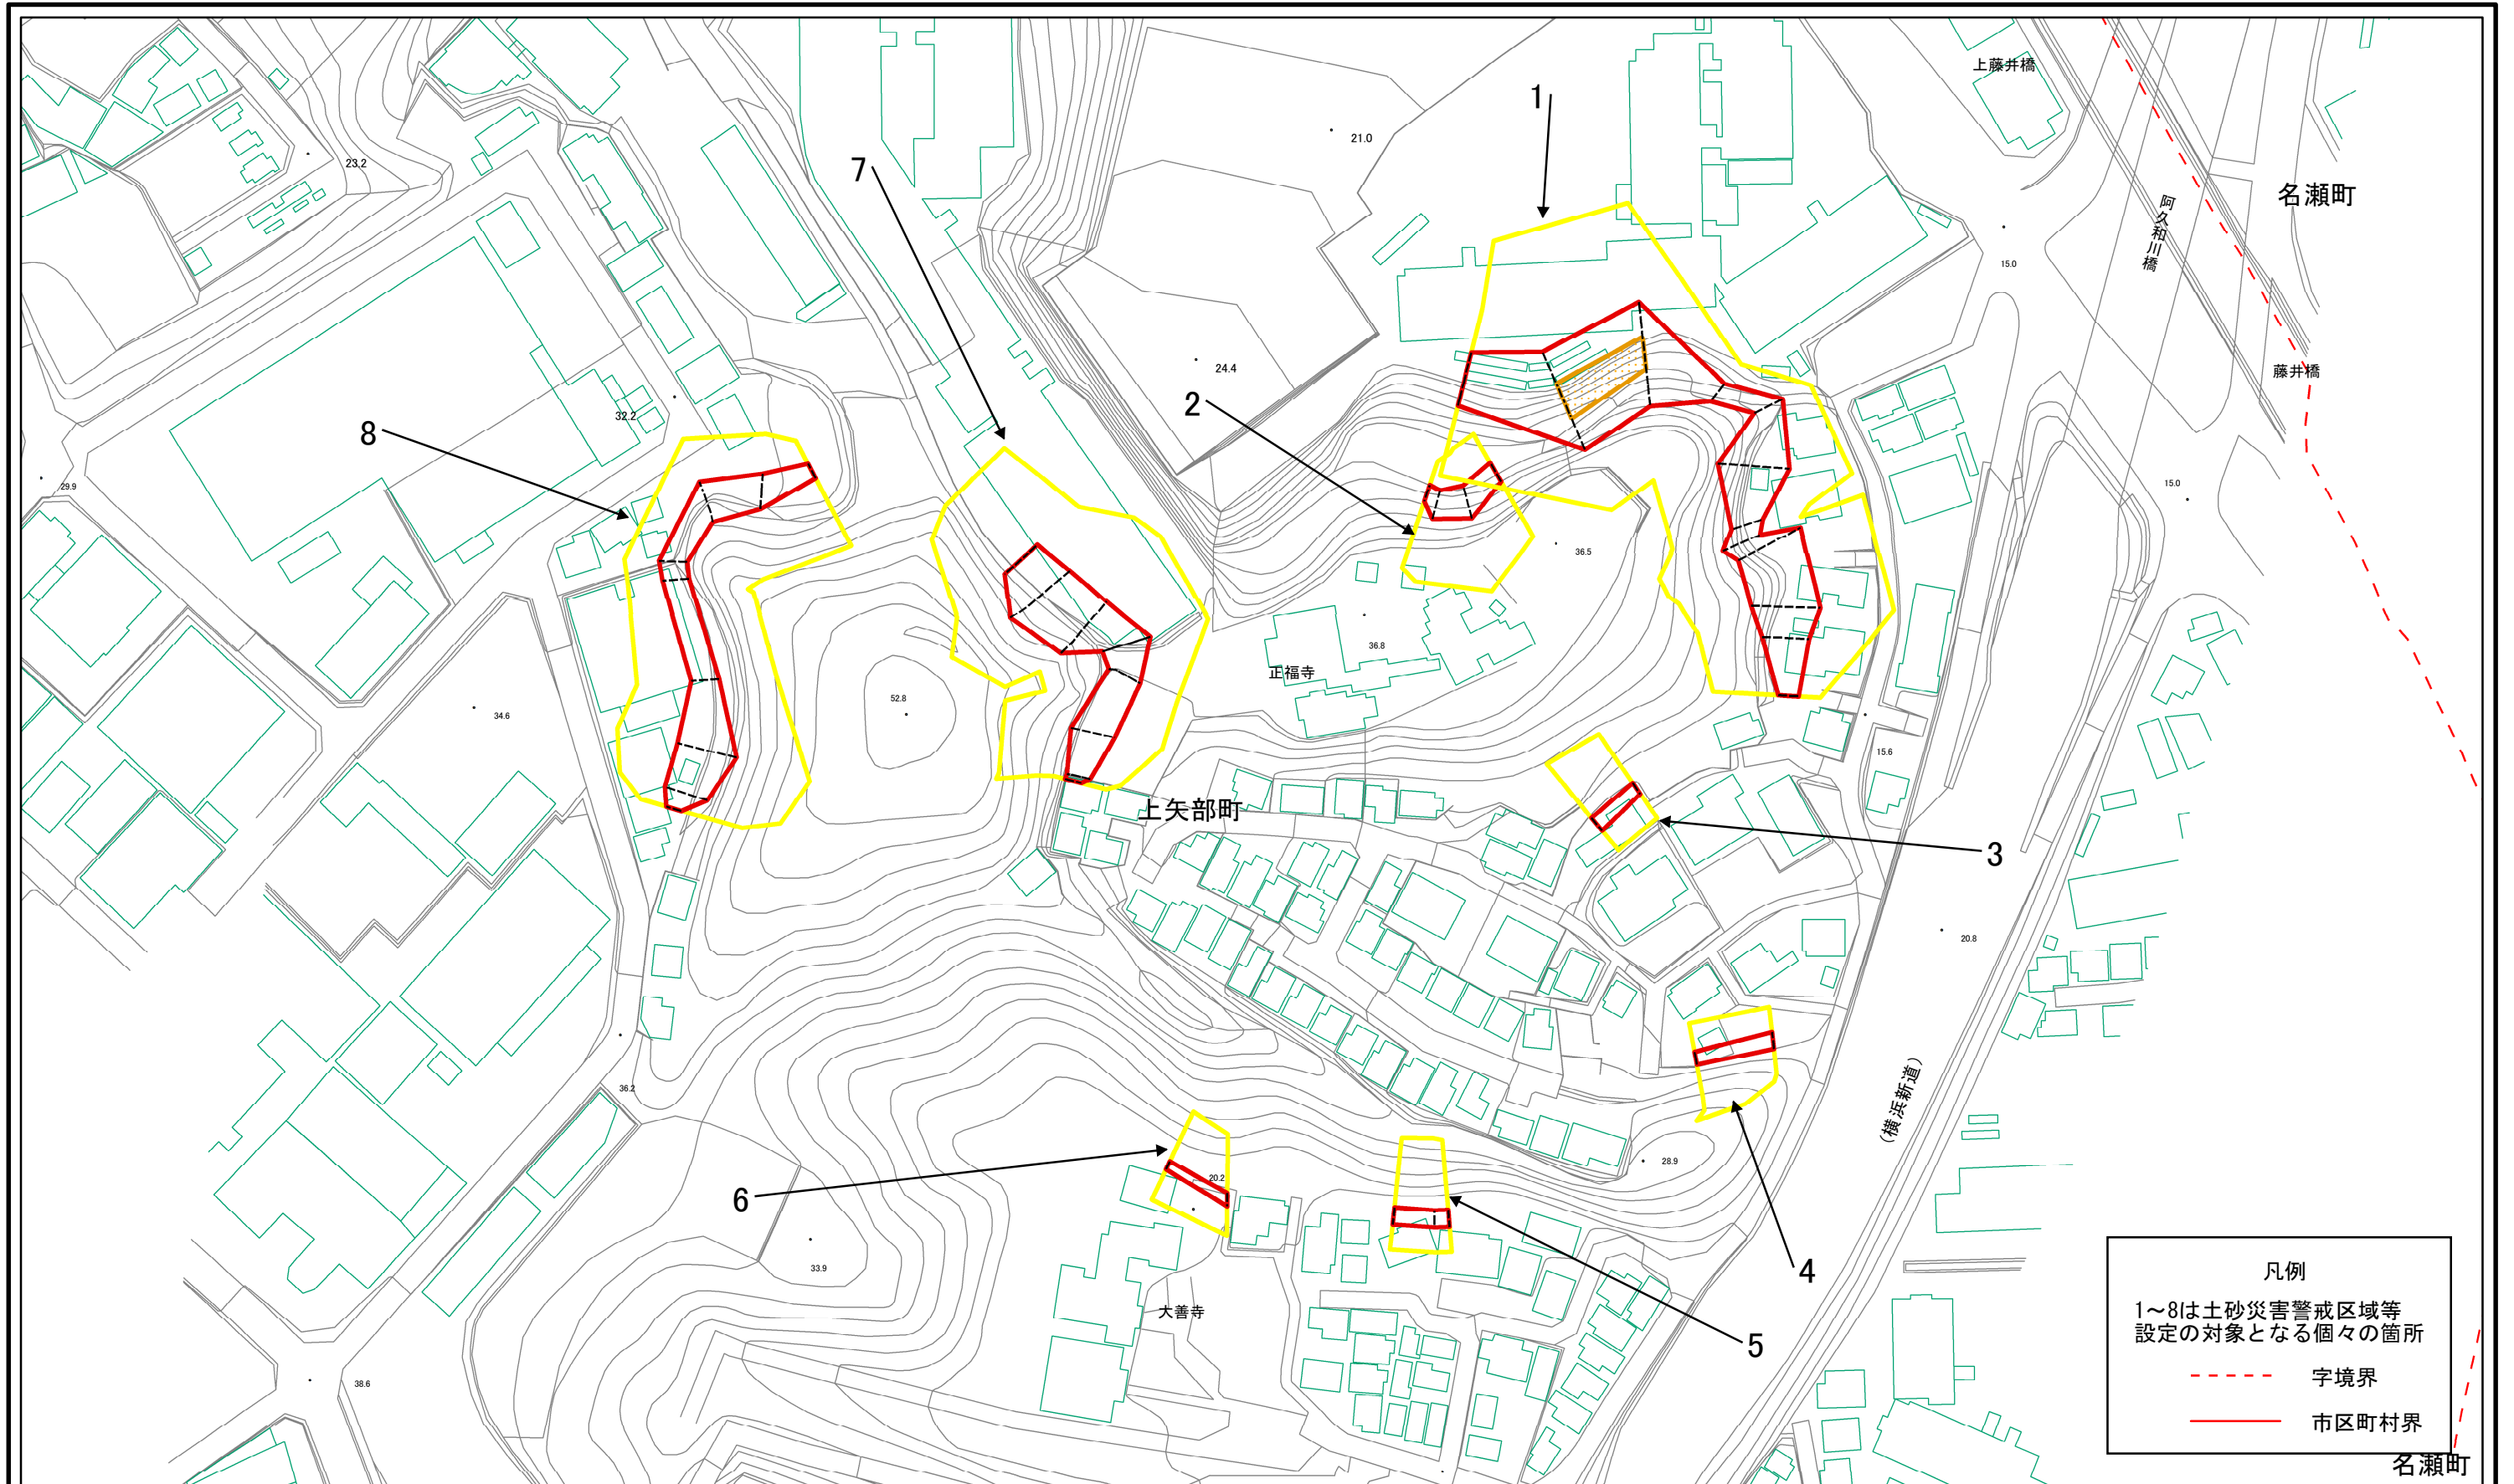 上藤井橋
1
21.0
23.2
7
名瀬町
阿久和川橋
15.0
24.4
藤井橋
2
32.2
8
29.9
15.0
36.5
36.8
正福寺
52.8
34.6
15.6
上矢部町
3
20.8
36.2
(横浜新道)
28.9
20.2
6
33.9
4
大善寺
5
38.6
凡例
1～8は土砂災害警戒区域等
設定の対象となる個々の箇所
字境界
市区町村界
名瀬町